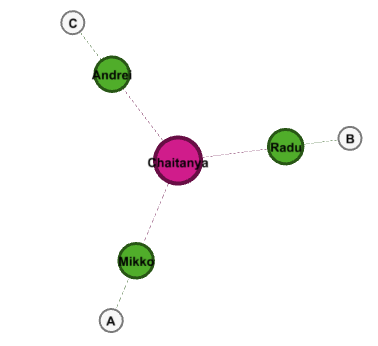 C
Andrei
B
Radu
Chaitanya
Mikko
A